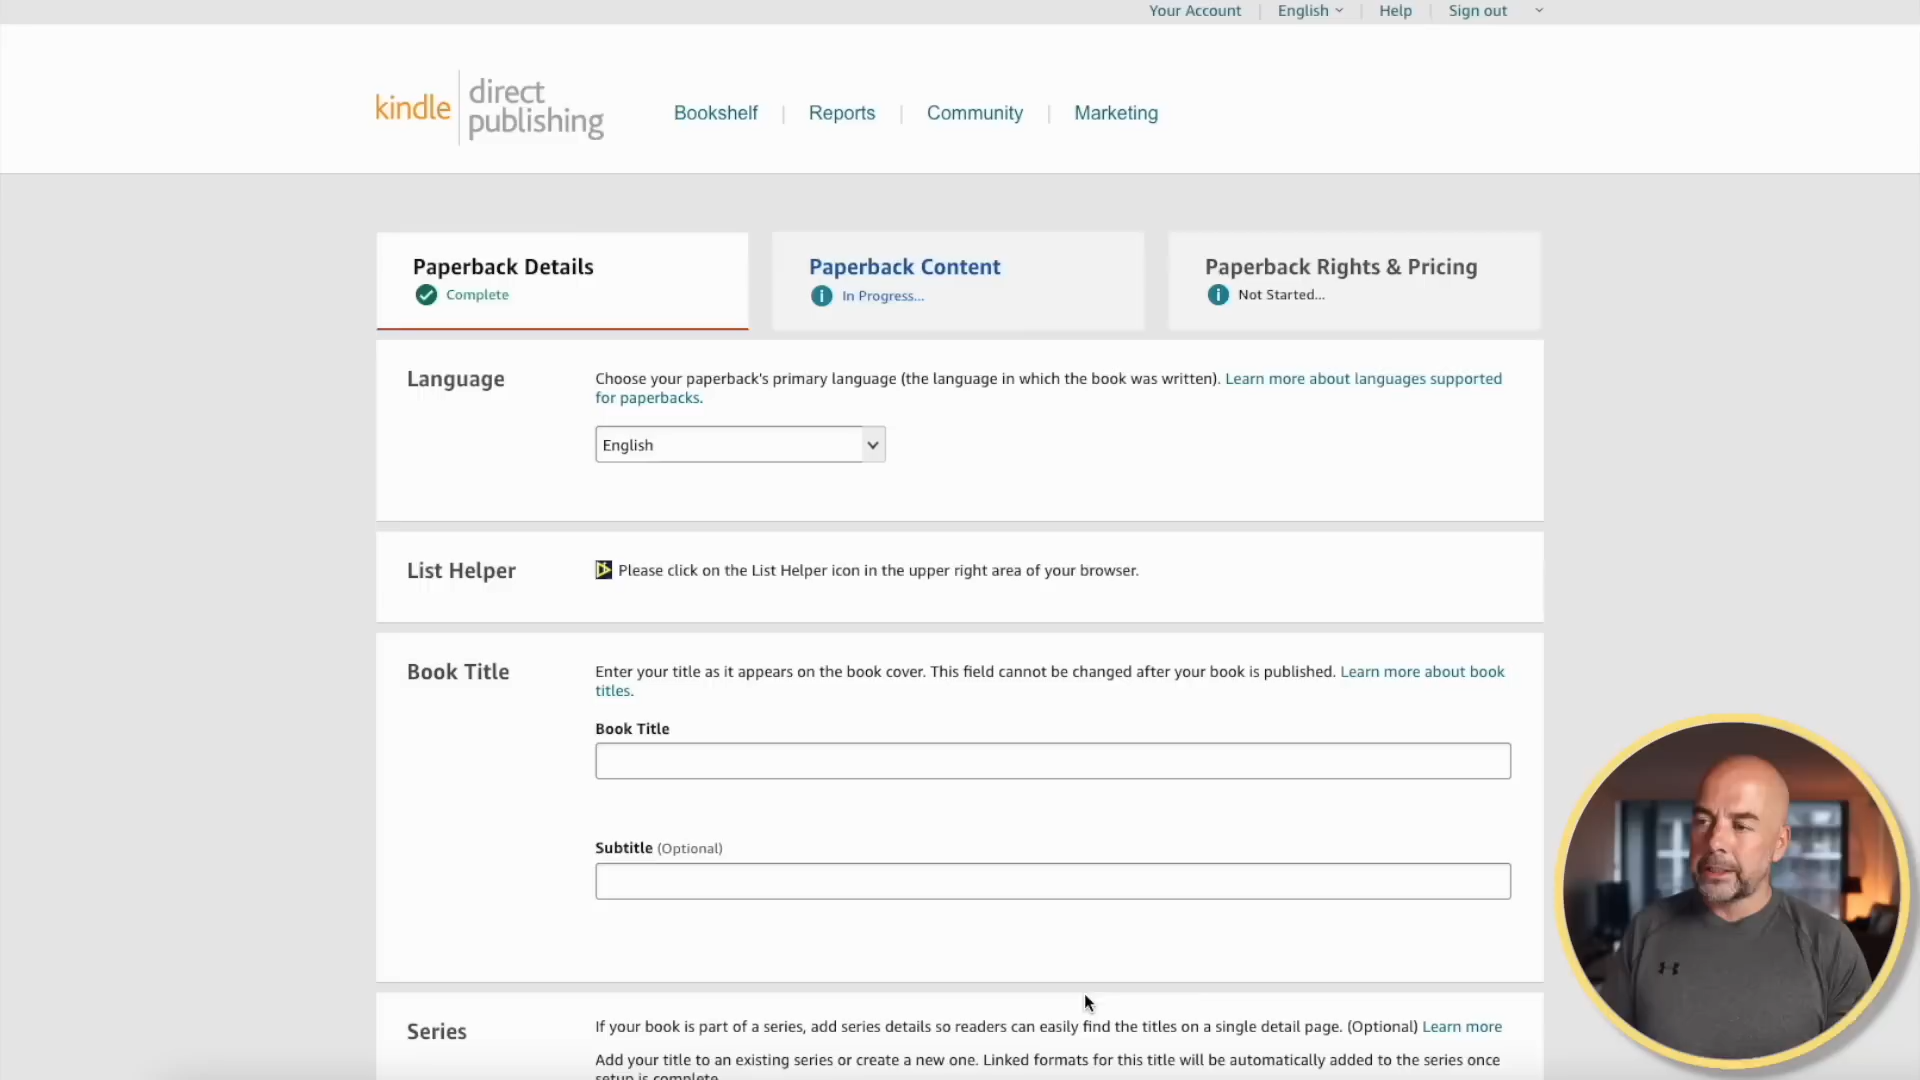 Your Account
English
Help
Sign out
kindle
direct
publishing
Bookshelf
Reports
Community
Marketing
Paperback Details
Complete
Paperback Content
In Progress...
Paperback Rights & Pricing
Not Started...
Language
Choose your paperback's primary language (the language in which the book was written). Learn more about languages supported
for paperbacks.
English
List Helper
Please click on the List Helper icon in the upper right area of your browser.
Book Title
Enter your title as it appears on the book cover. This field cannot be changed after your book is published. Learn more about book
titles.
Book Title
Subtitle (Optional)
Series
If your book is part of a series, add series details so readers can easily find the titles on a single detail page. (Optional) Learn more
Add your title to an existing series or create a new one. Linked formats for this title will be automatically added to the series once
setup is complete.